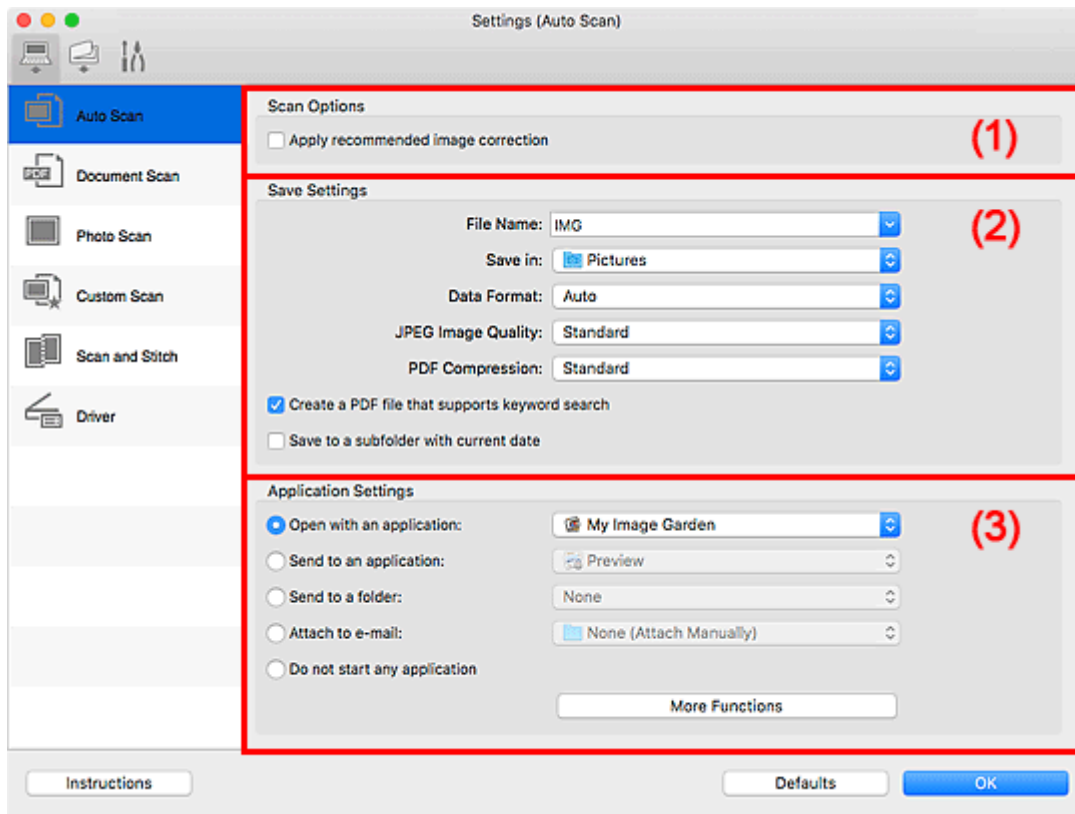 Settings (Auto Scan)
Auto Scan
PDF Document Scan
Photo Scan
Custom Scan
Scan and Stitch
Driver
Scan Options
Apply recommended image correction
(1)
Save Settings
(2)
File Name: IMG
Save in: Pictures
Data Format: Auto
JPEG Image Quality: Standard
PDF Compression: Standard
Create a PDF file that supports keyword search
Save to a subfolder with current date
Application Settings
(3)
Open with an application: My Image Garden
Send to an application: Preview
Send to a folder: None
Attach to e-mail: None (Attach Manually)
Do not start any application
More Functions
Instructions Defaults OK